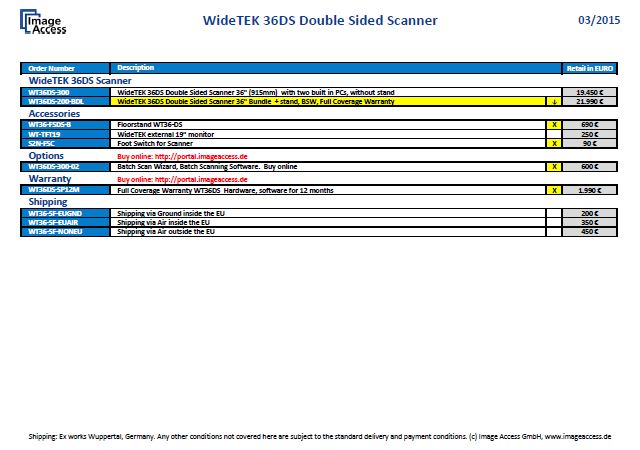 Image
Access
WideTEK 36DS Double Sided Scanner
03/2015
Order Number Description Retail in EURO
WideTEK 36DS Scanner
WT36DS-300 WideTEK 36DS Double Sided Scanner 36" (915mm) with two built in PCs, without stand 19.450 €
WT36DS-200-BDL WideTEK 36DS Double Sided Scanner 36" Bundle + stand, BSW, Full Coverage Warranty ↓ 21.990 €
Accessories
WT36-FSDS-B Floorstand WT36-DS X 690 €
WT-TFT19 WideTEK external 19" monitor 250 €
S2N-FSC Foot Switch for Scanner X 90 €
Options Buy online: http://portal.imageaccess.de
WT36DS-300-02 Batch Scan Wizard, Batch Scanning Software. Buy online X 600 €
Warranty Buy online: http://portal.imageaccess.de
WT36DS-SP12M Full Coverage Warranty WT36DS Hardware, software for 12 months X 1.990 €
Shipping
WT36-SF-EUGND Shipping via Ground inside the EU 200 €
WT36-SF-EUAIR Shipping via Air inside the EU 350 €
WT36-SF-NONEU Shipping via Air outside the EU 450 €
Shipping: Ex works Wuppertal, Germany. Any other conditions not covered here are subject to the standard delivery and payment conditions. (c) Image Access GmbH, www.imageaccess.de